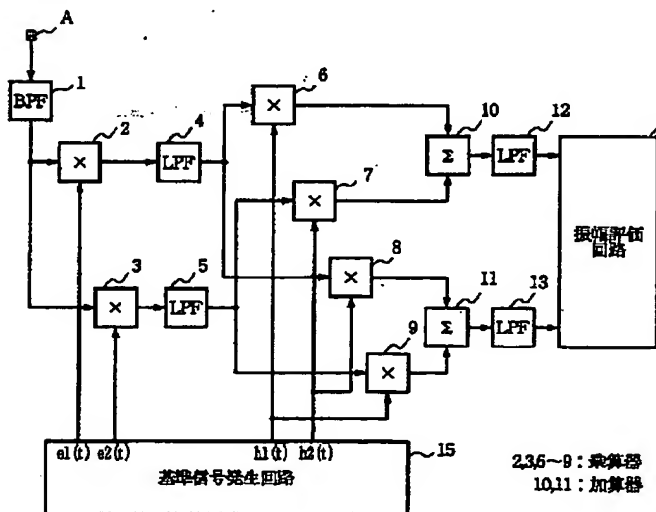 A
BPF
1
×
2
LPF
4
×
6
×
7
×
8
×
9
×
3
LPF
5
Σ
10
LPF
12
Σ
11
LPF
13
振幅評価
回路
e1(t)
e2(t)
h1(t)
h2(t)
15
基準信号発生回路
2,3,6～9：乗算器
10,11：加算器